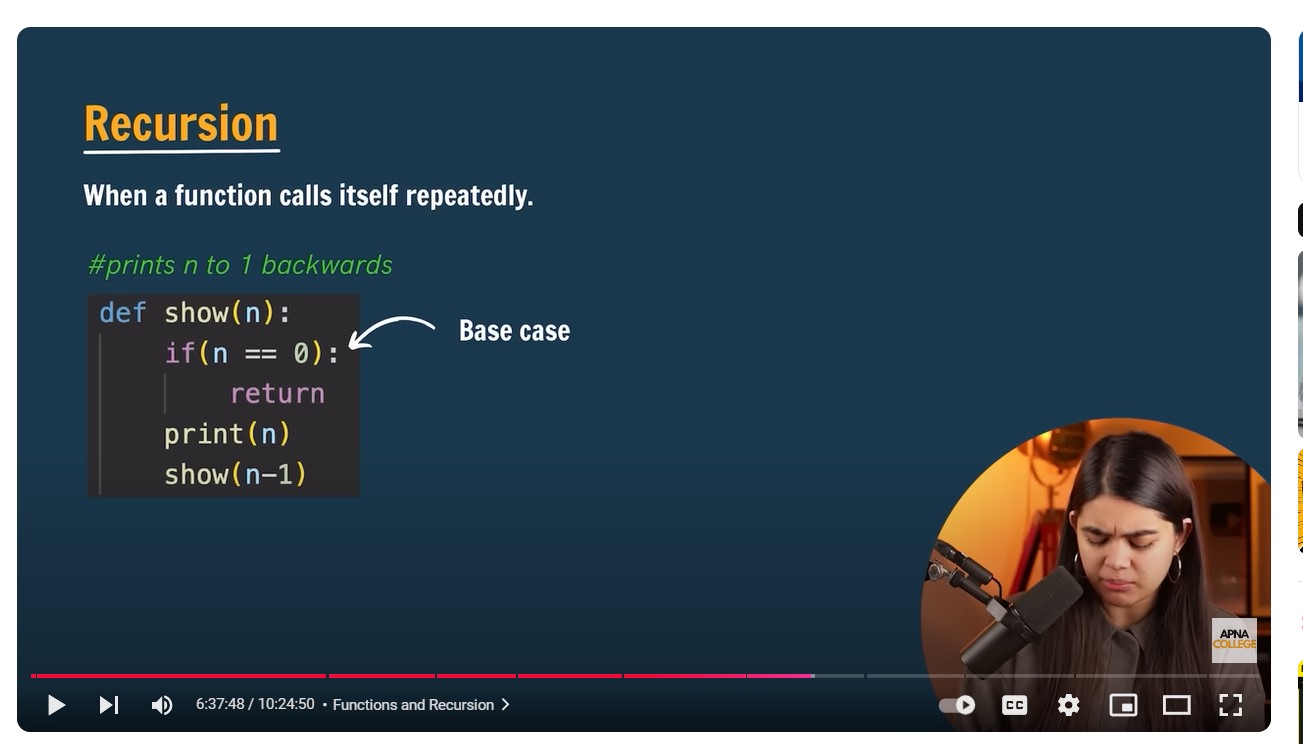 Recursion
When a function calls itself repeatedly.
#prints n to 1 backwards
def show(n):
if(n == 0):
Base case
return
print(n)
show(n-1)
APNA
COLLEGE
6:37:48 / 10:24:50 • Functions and Recursion
CC